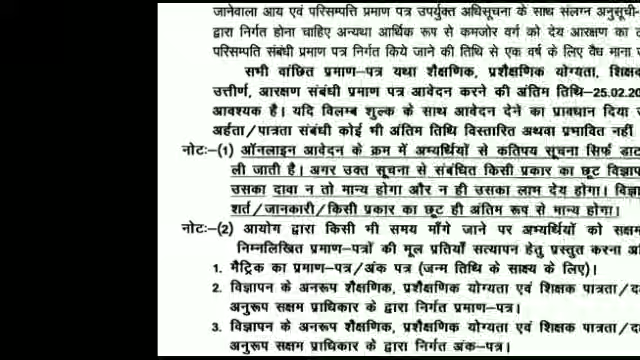 जानेवाला आय एवं परिसम्पति प्रमाण पत्र उपर्युक्त अधिसूचना के साथ संलग्न अनुसूची-
द्वारा निर्गत होना चाहिए अन्यथा आर्थिक रूप से कमजोर वर्ग को देय आरक्षण का ल
परिसम्पति संबंधी प्रमाण पत्र निर्गत किये जाने की तिथि से एक वर्ष के लिए वैध माना
सभी वांछित प्रमाण-पत्र यथा शैक्षणिक, प्रशैक्षणिक योग्यता, शिक्षक
उत्तीर्ण, आरक्षण संबंधी प्रमाण पत्र आवेदन करने की अंतिम तिथि-25.02.20
आवश्यक है। यदि विलम्ब शुल्क के साथ आवेदन देने का प्रावधान दिया
अर्हता/पात्रता संबंधी कोई भी अंतिम तिथि विस्तारित अथवा प्रभावित नहीं
नोटः-(1) ऑनलाइन आवेदन के क्रम में अभ्यर्थियों से कतिपय सूचना सिर्फ डाट
ली जाती है। अगर उक्त सूचना से संबंधित किसी प्रकार का छूट विज्ञाप
उसका दावा न तो मान्य होगा और न ही उसका लाभ देय होगा। विज्ञा
शर्त/जानकारी/किसी प्रकार का छूट ही अंतिम रूप से मान्य होगा।
नोटः-(2) आयोग द्वारा किसी भी समय माँगे जाने पर अभ्यर्थियों को सक्षम
निम्नलिखित प्रमाण-पत्रों की मूल प्रतियाँ सत्यापन हेतु प्रस्तुत करना अ
1. मैट्रिक का प्रमाण-पत्र/अंक पत्र (जन्म तिथि के साक्ष्य के लिए)।
2. विज्ञापन के अनरूप शैक्षणिक, प्रशैक्षणिक योग्यता एवं शिक्षक पात्रता/द
अनुरूप सक्षम प्राधिकार के द्वारा निर्गत प्रमाण-पत्र।
3. विज्ञापन के अनरूप शैक्षणिक, प्रशैक्षणिक योग्यता एवं शिक्षक पात्रता/द
अनुरूप सक्षम प्राधिकार के द्वारा निर्गत अंक-पत्र।